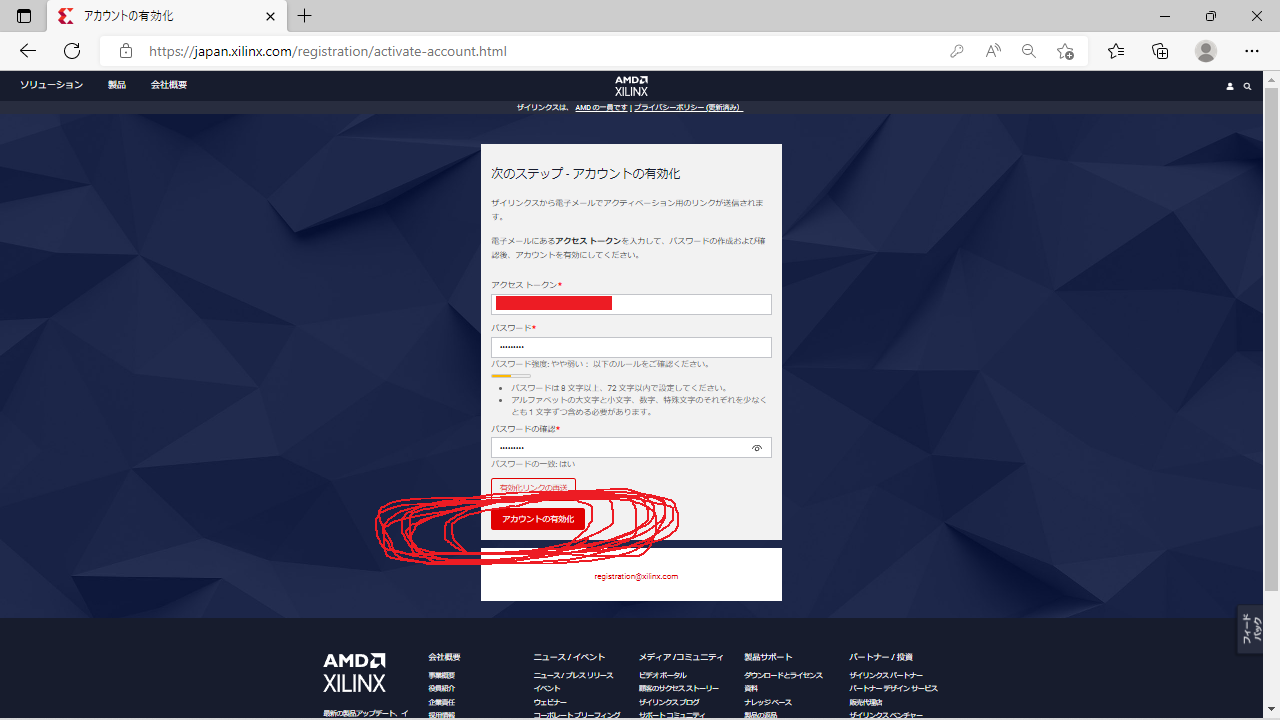 アカウントの有効化
https://japan.xilinx.com/registration/activate-account.html
ソリューション 製品 会社概要
AMD
XILINX
ザイリンクスは、 AMD の一員です | プライバシーポリシー (更新済み)
次のステップ - アカウントの有効化
ザイリンクスから電子メールでアクティベーション用のリンクが送信されま
す。
電子メールにあるアクセス トークンを入力して、パスワードの作成および確
認後、アカウントを有効にしてください。
アクセス トークン*
パスワード*
パスワード強度: やや弱い： 以下のルールをご確認ください。
• パスワードは 8 文字以上、72 文字以内で設定してください。
• アルファベットの大文字と小文字、数字、特殊文字のそれぞれを少なく
とも 1 文字ずつ含める必要があります。
パスワードの確認*
パスワードの一致: はい
有効化リンクの再送
アカウントの有効化
registration@xilinx.com
フィードバック
AMD
XILINX
最新の製品アップデート、イ
会社概要
事業概要
役員紹介
企業責任
採用情報
ニュース / イベント
ニュース / プレス リリース
イベント
ウェビナー
コーポレート ブリーフィング
メディア /コミュニティ
ビデオ ポータル
顧客のサクセス ストーリー
ザイリンクス ブログ
サポート コミュニティ
製品サポート
ダウンロードとライセンス
資料
ナレッジ ベース
製品の返品
パートナー / 投資
ザイリンクス パートナー
パートナー デザイン サービス
販売代理店
ザイリンクス ベンチャー